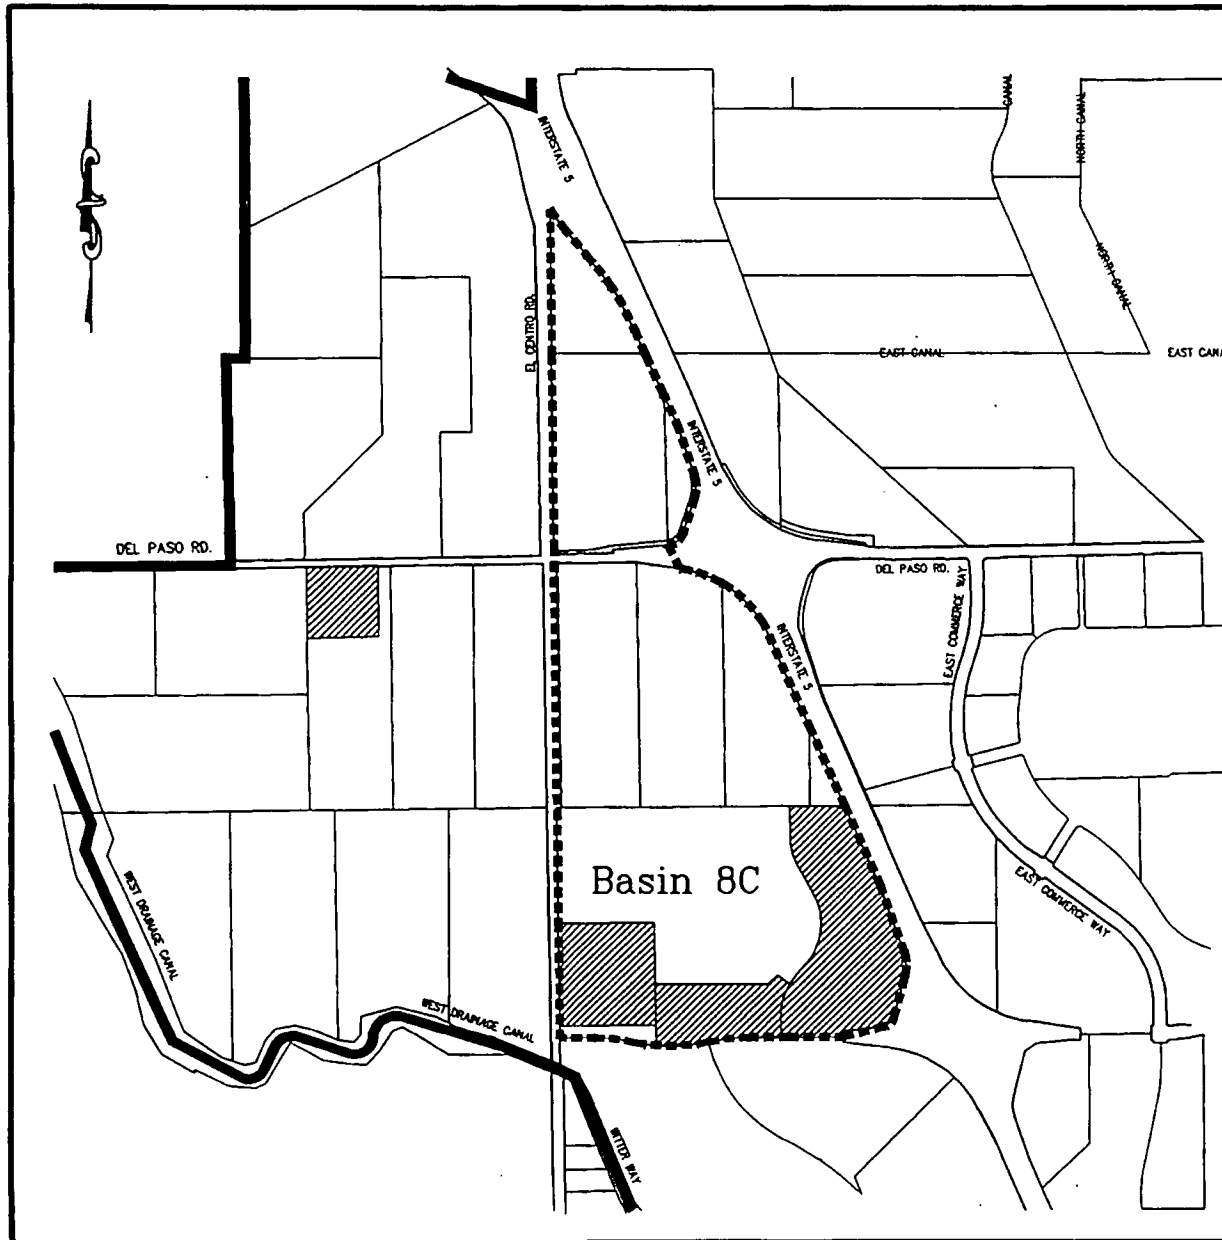 CANAL
NORTH CANAL
INTERSTATE 5
NORTH CANAL
EL CENTRO RD.
EAST CANAL
EAST CANA
INTERSTATE 5
DEL PASO RD.
DEL PASO RD.
EAST COMMERCE WAY
INTERSTATE 5
Basin 8C
EAST COMMERCE WAY
WEST DRAINAGE CANAL
WEST DRAINAGE CANAL
WITTER WAY